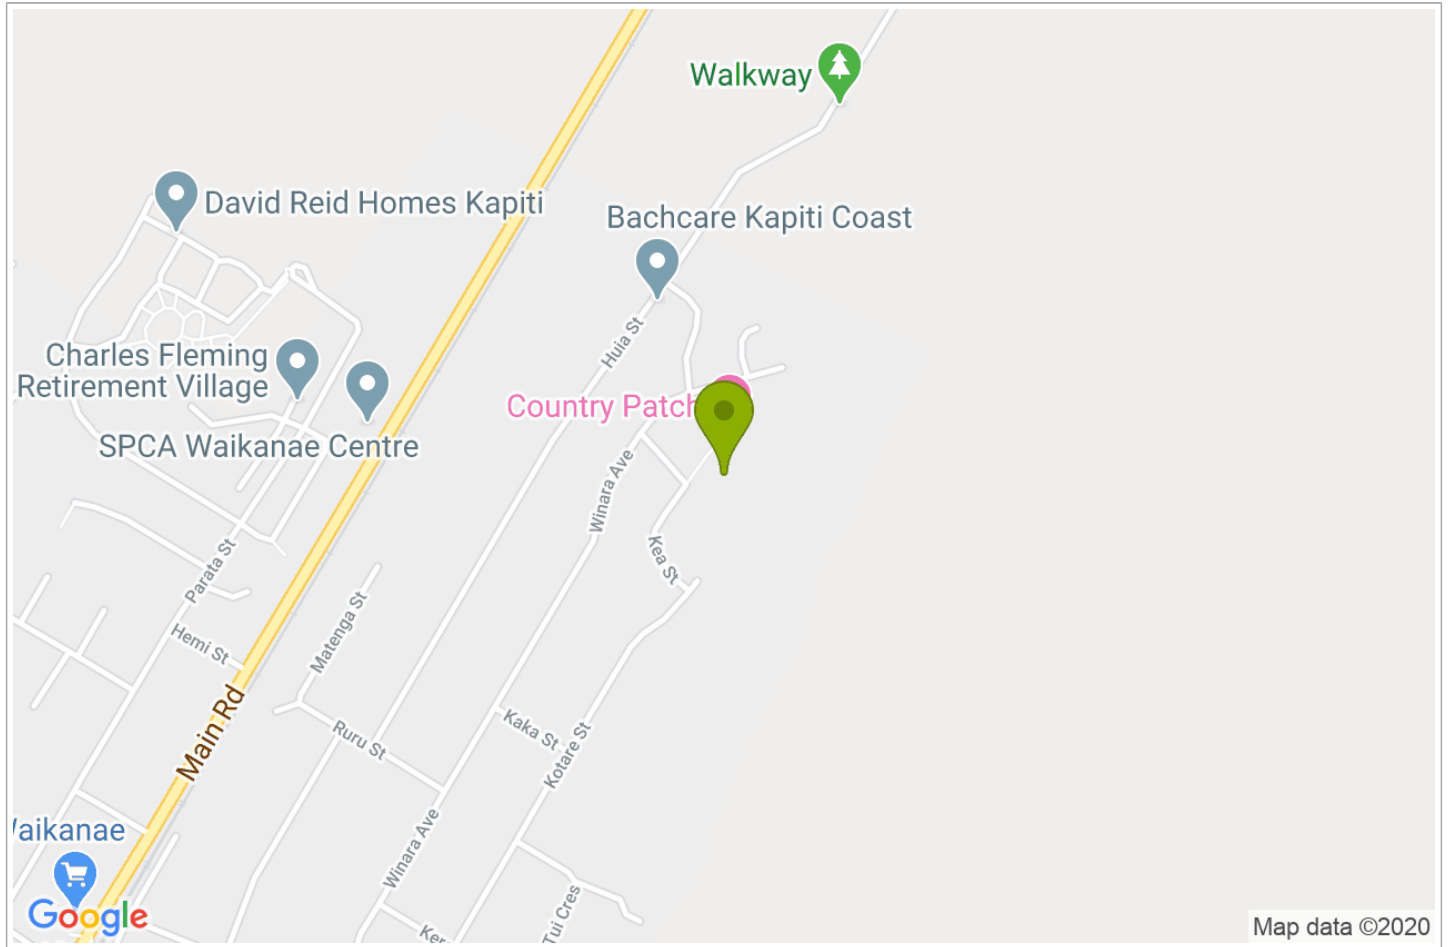 Walkway
David Reid Homes Kapiti
Bachcare Kapiti Coast
Huia St
Charles Fleming
Retirement Village
Country Patch
SPCA Waikanae Centre
Winara Ave
Kea St
Parata St
Hemi St
Matenga St
Main Rd
Ruru St
Kaka St
Kotare St
Waikanae
Winara Ave
Tui Cres
Google
Map data ©2020